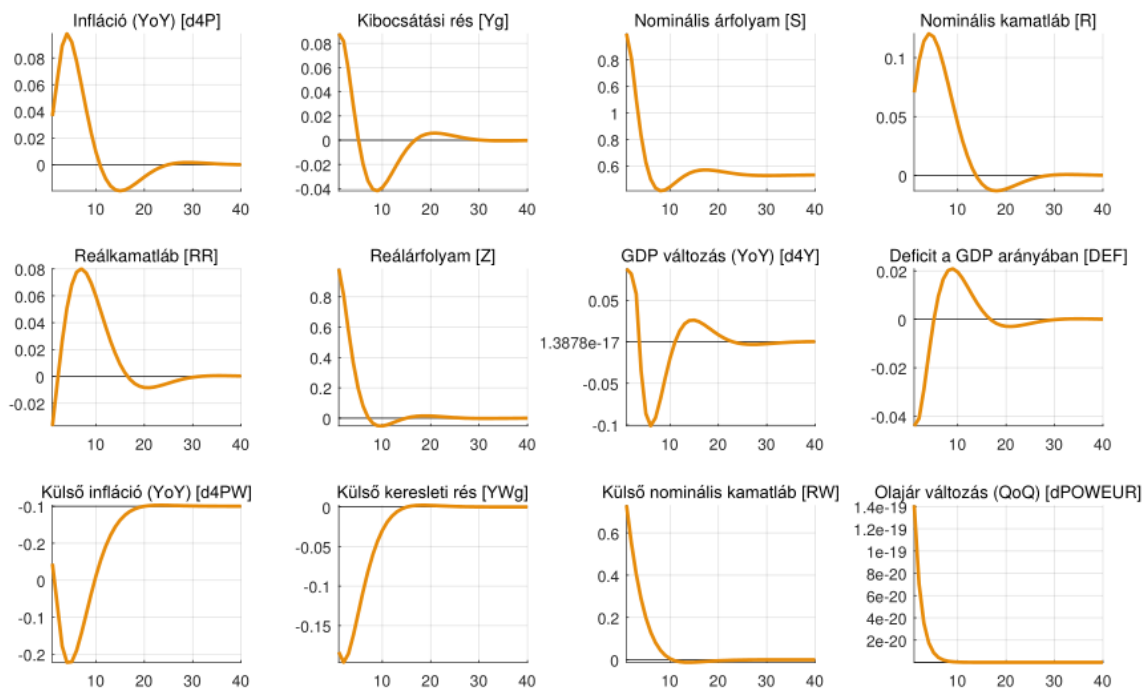 Infláció (YoY) [d4P]
0.08
0.06
0.04
0.02
0
10 20 30 40
Kibocsátási rés [Yg]
0.08
0.06
0.04
0.02
0
-0.02
-0.04
10 20 30 40
Nominális árfolyam [S]
0.8
6
1
0.8
0.6
10 20 30 40
Nominális kamatláb [R]
0.1
0.05
0
10 20 30 40
Reálkamatláb [RR]
0.08
0.06
0.04
0.02
0
-0.02
10 20 30 40
Reálárfolyam [Z]
0.8
0.6
0.4
0.2
0
10 20 30 40
GDP változás (YoY) [d4Y]
0.05
1.3878e-17
-0.05
-0.1
10 20 30 40
Deficit a GDP arányában [DEF]
0.02
0
-0.02
-0.04
10 20 30 40
Külső infláció (YoY) [d4PW]
-0.1
-0.2
0
-0.1
-0.2
10 20 30 40
Külső keresleti rés [YWg]
0
-0.05
-0.1
-0.15
10 20 30 40
Külső nominális kamatláb [RW]
0.6
0.4
0.2
0
10 20 30 40
Olajár változás (QoQ) [dPOWEUR]
1.4e-19
1.2e-19
1e-19
8e-20
6e-20
4e-20
2e-20
10 20 30 40